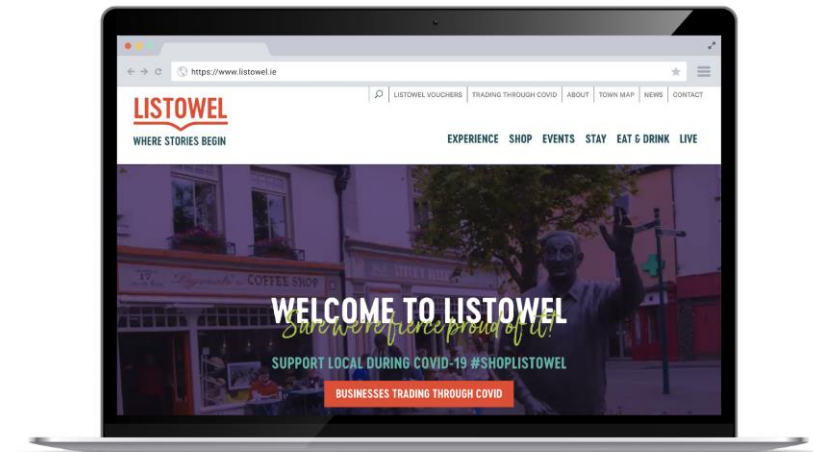 https://www.listowel.ie
LISTOWEL VOUCHERS TRADING THROUGH COVID ABOUT TOWN MAP NEWS CONTACT
LISTOWEL
WHERE STORIES BEGIN
EXPERIENCE SHOP EVENTS STAY EAT & DRINK LIVE
17
COFFEE SHOP
WELCOME TO LISTOWEL
Sure we're fierce proud of it!
SUPPORT LOCAL DURING COVID-19 #SHOPLISTOWEL
BUSINESSES TRADING THROUGH COVID